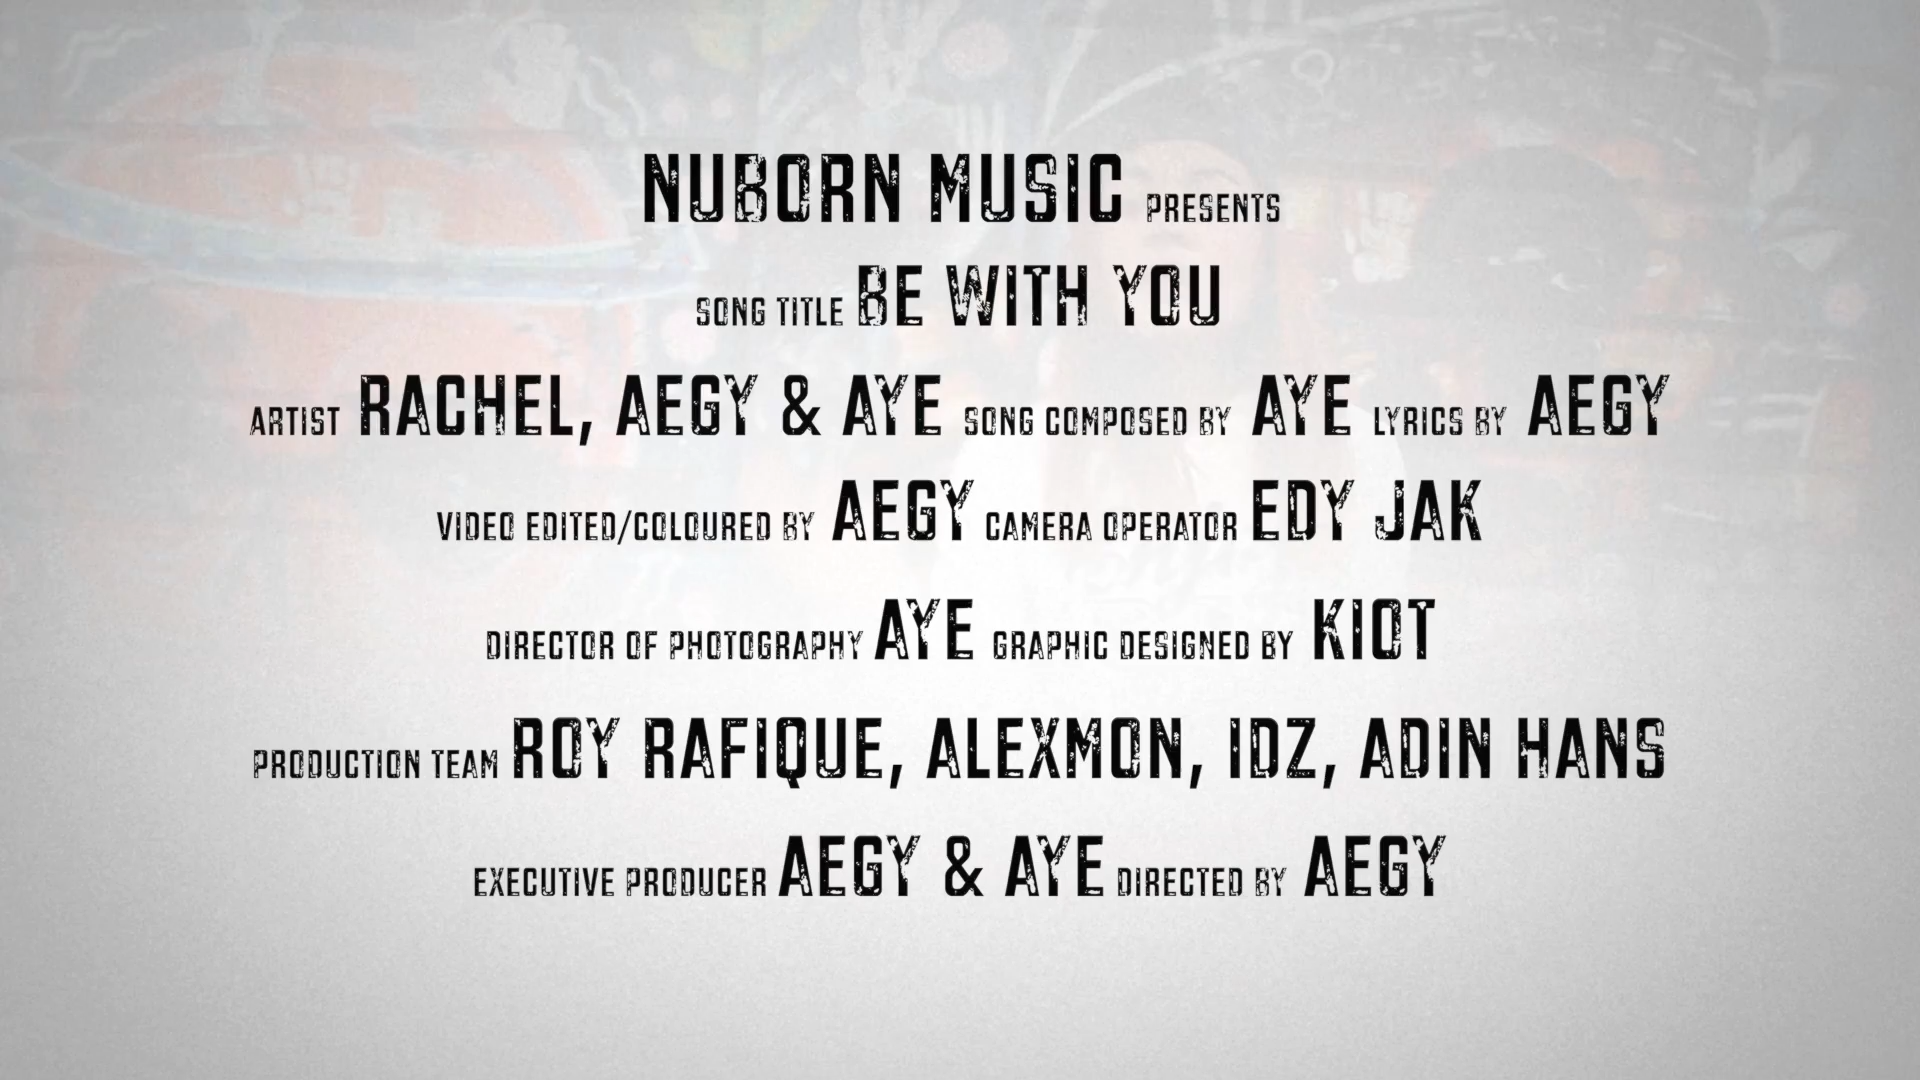 NUBORN MUSIC PRESENTS
SONG TITLE BE WITH YOU
ARTIST RACHEL, AEGY & AYE SONG COMPOSED BY AYE LYRICS BY AEGY
VIDEO EDITED/COLOURED BY AEGY CAMERA OPERATOR EDY JAK
DIRECTOR OF PHOTOGRAPHY AYE GRAPHIC DESIGNED BY KIOT
PRODUCTION TEAM ROY RAFIQUE, ALEXMON, IDZ, ADIN HANS
EXECUTIVE PRODUCER AEGY & AYE DIRECTED BY AEGY